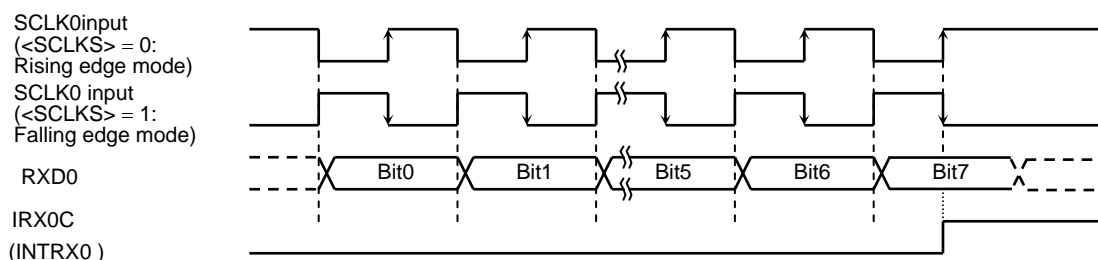 SCLK0input
(<SCLKS> = 0:
Rising edge mode)
SCLK0 input
(<SCLKS> = 1:
Falling edge mode)
RXD0
Bit0
Bit1
Bit5
Bit6
Bit7
IRX0C
(INTRX0 )